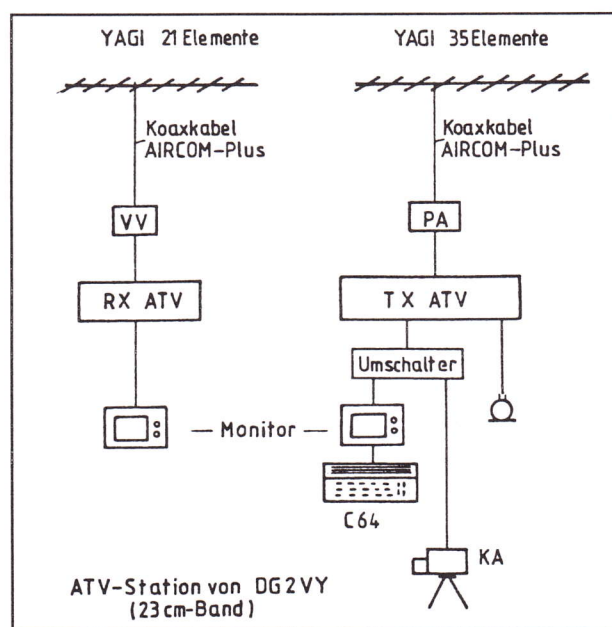 YAGI 21 Elemente
YAGI 35 Elemente
Koaxkabel
AIRCOM-Plus
Koaxkabel
AIRCOM-Plus
VV
PA
RX ATV
TX ATV
Umschalter
— Monitor —
C64
KA
ATV-Station von DG2VY
(23cm-Band)